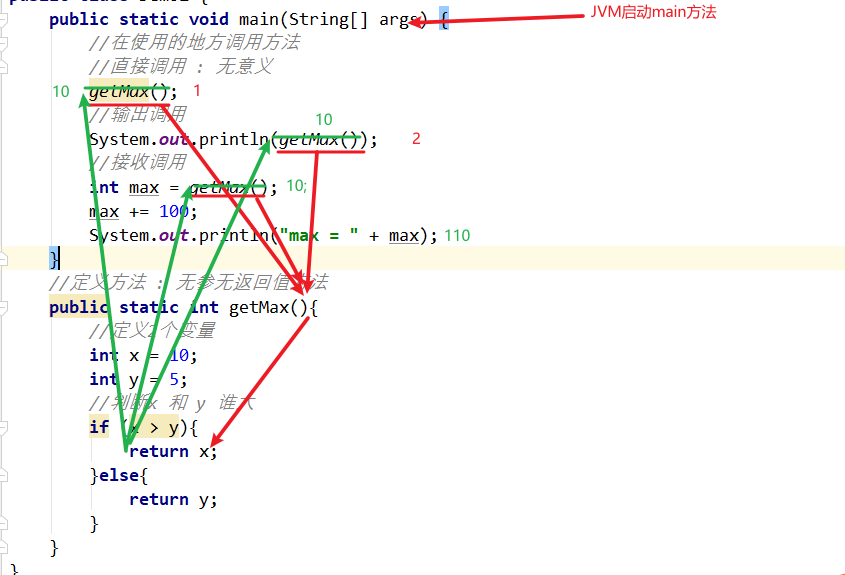 public static void main(String[] args) { JVM启动main方法
//在使用的地方调用方法
//直接调用 : 无意义
10 getMax(); 1
//输出调用 10
System.out.println(getMax()); 2
//接收调用
int max = getMax(); 10;
max += 100;
System.out.println("max = " + max); 110
}
//定义方法 : 无参无返回值方法
public static int getMax(){
//定义2个变量
int x = 10;
int y = 5;
//判断x 和 y 谁大
if (x > y){
return x;
}else{
return y;
}
}
}